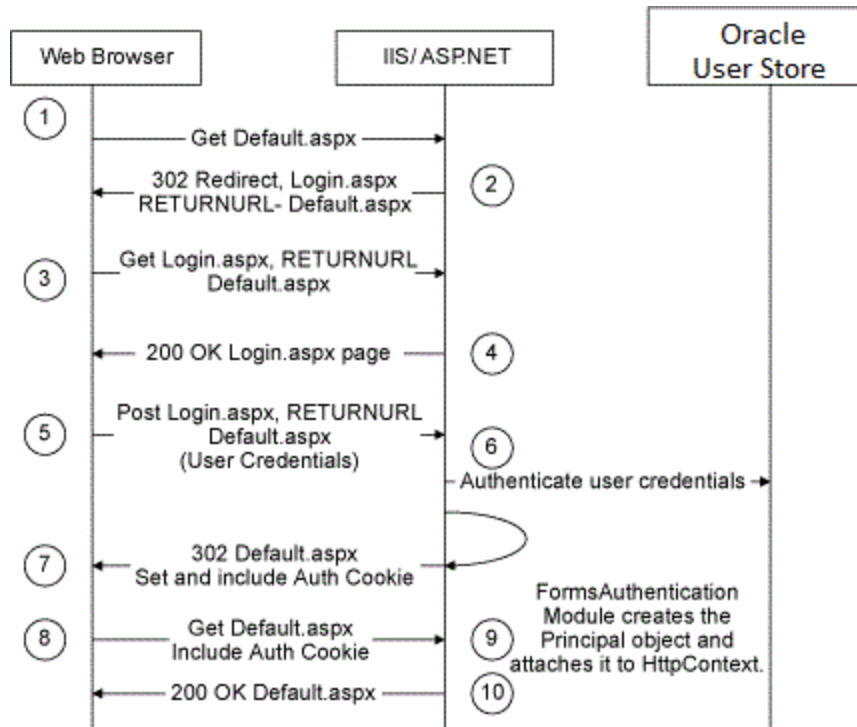 Web Browser
IIS/ ASP.NET
Oracle
User Store
1
Get Default.aspx
302 Redirect, Login.aspx
RETURNURL- Default.aspx
2
3
Get Login.aspx, RETURNURL
Default.aspx
200 OK Login.aspx page
4
5
Post Login.aspx, RETURNURL
Default.aspx
(User Credentials)
6
Authenticate user credentials
7
302 Default.aspx
Set and include Auth Cookie
8
Get Default.aspx
Include Auth Cookie
9
FormsAuthentication
Module creates the
Principal object and
attaches it to HttpContext.
200 OK Default.aspx
10